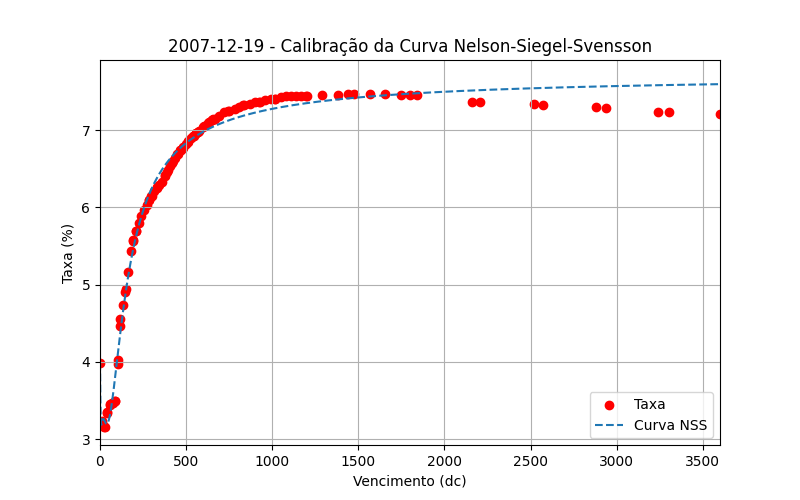 2007-12-19 - Calibração da Curva Nelson-Siegel-Svensson
Taxa (%)
7
6
5
4
3
0 500 1000 1500 2000 2500 3000 3500
Vencimento (dc)
Taxa
Curva NSS